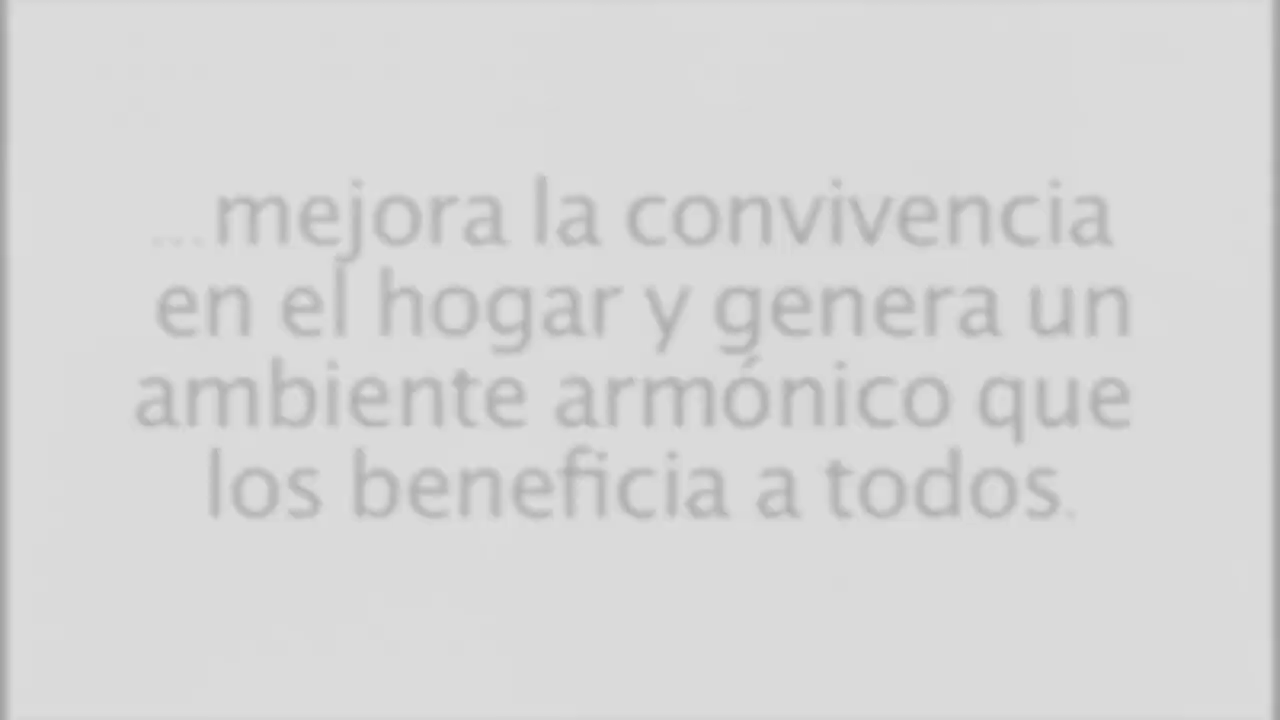 ...mejora la convivencia
en el hogar y genera un
ambiente armónico que
los beneficia a todos.